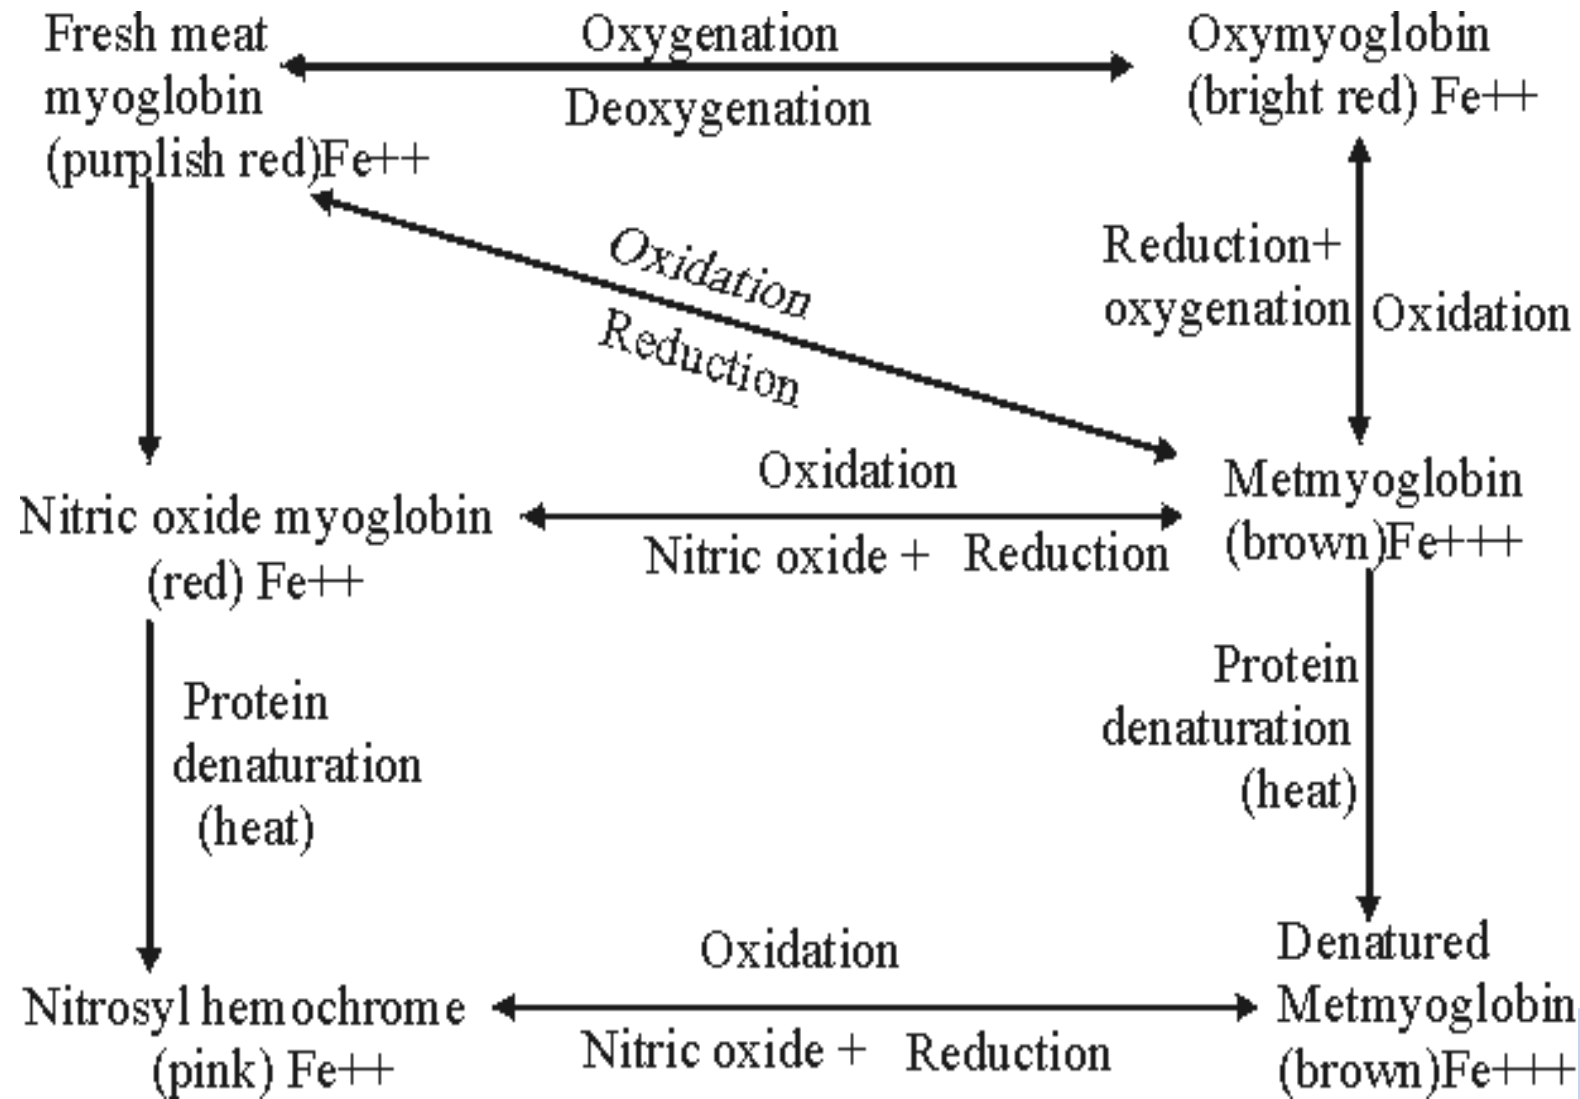 Fresh meat
myoglobin
(purplish red)Fe++
Oxygenation
Deoxygenation
Oxymyoglobin
(bright red) Fe++
Oxidation
Reduction
Reduction+
oxygenation
Oxidation
Nitric oxide myoglobin
(red) Fe++
Oxidation
Nitric oxide + Reduction
Metmyoglobin
(brown)Fe+++
Protein
denaturation
(heat)
Protein
denaturation
(heat)
Nitrosyl hemochrome
(pink) Fe++
Oxidation
Nitric oxide + Reduction
Denatured
Metmyoglobin
(brown)Fe+++